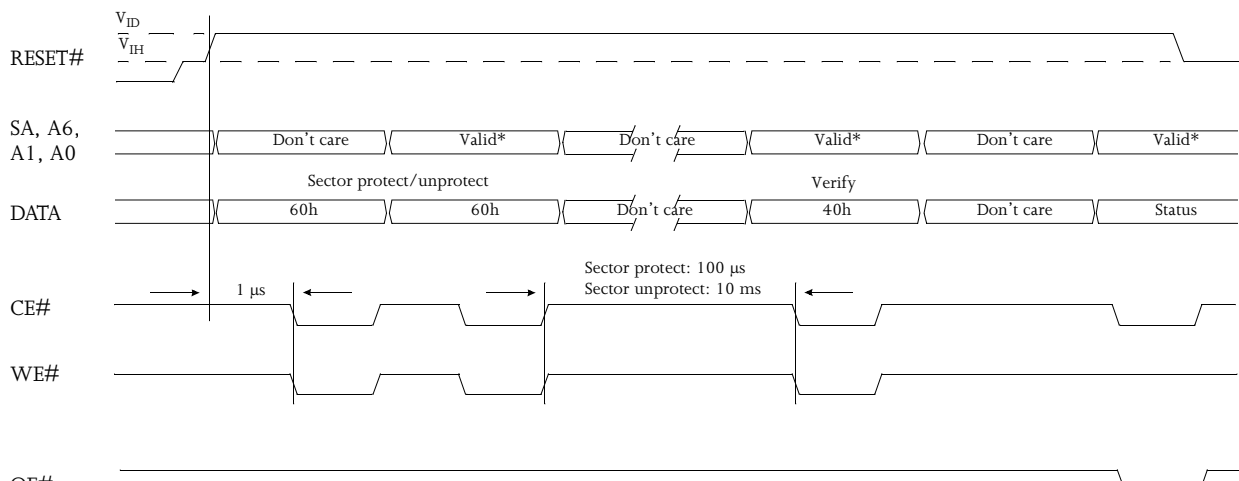 V_ID
V_IH
RESET#
SA, A6,
A1, A0
Don't care
Valid*
Don't care
Valid*
Don't care
Valid*
Sector protect/unprotect
Verify
DATA
60h
60h
Don't care
40h
Don't care
Status
Sector protect: 100 µs
1 µs
Sector unprotect: 10 ms
CE#
WE#